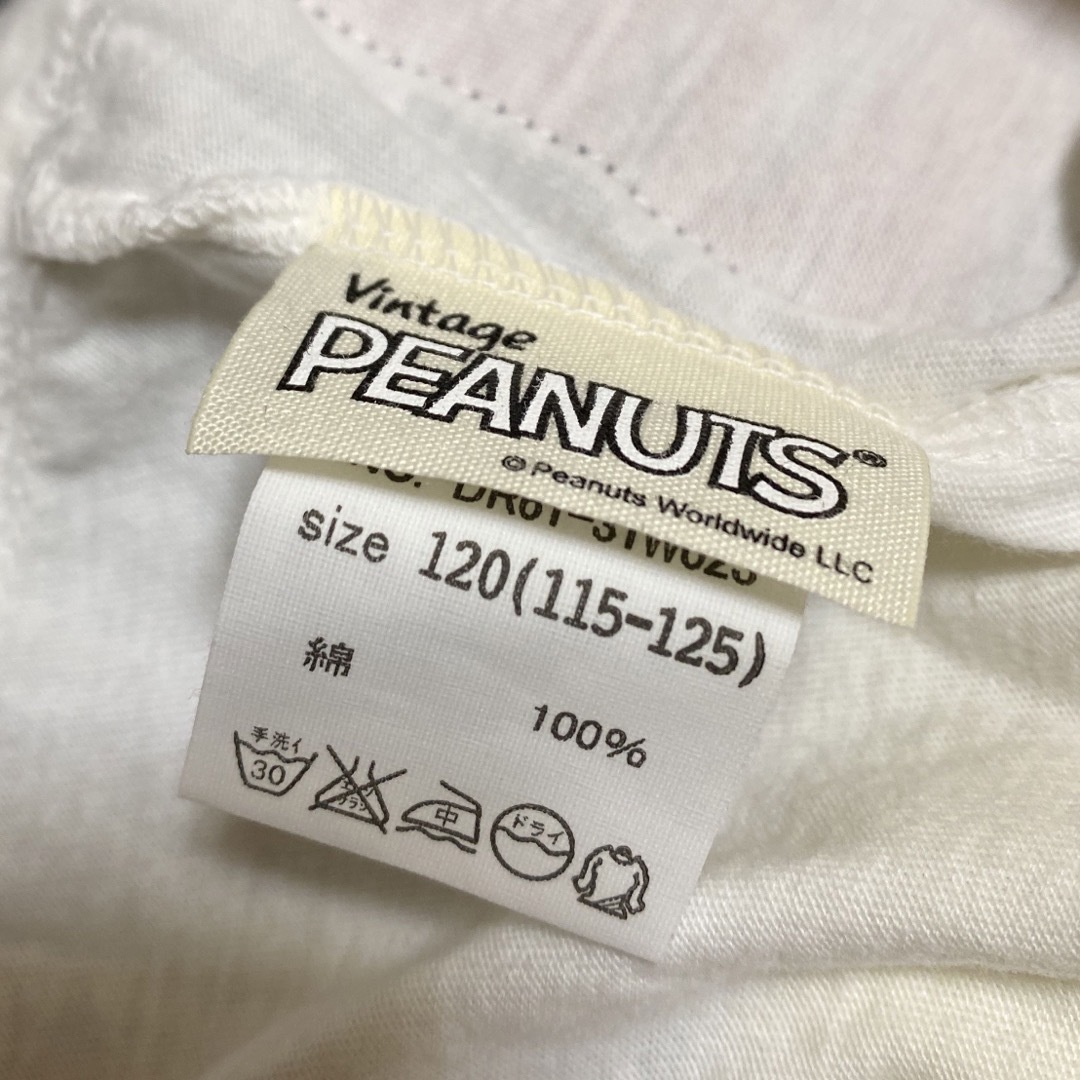 Vintage
PEANUTS®
© Peanuts Worldwide LLC
size 120(115-125)
綿
100%
手洗イ
30
中
ドライ